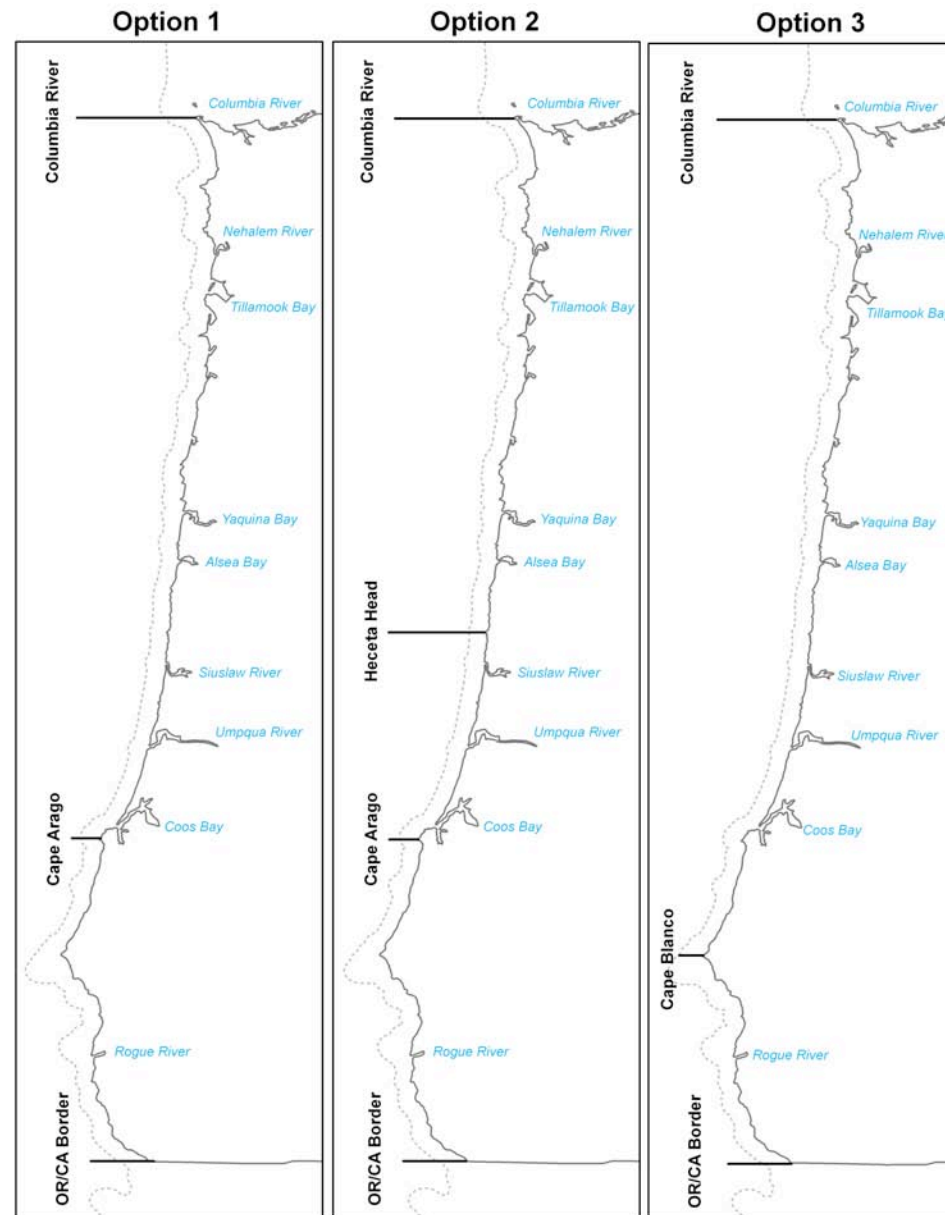 Option 1
Columbia River
Columbia River
Nehalem River
Tillamook Bay
Yaquina Bay
Alsea Bay
Siuslaw River
Umpqua River
Cape Arago
Coos Bay
Rogue River
OR/CA Border
Option 2
Columbia River
Columbia River
Nehalem River
Tillamook Bay
Yaquina Bay
Alsea Bay
Heceta Head
Siuslaw River
Umpqua River
Cape Arago
Coos Bay
Rogue River
OR/CA Border
Option 3
Columbia River
Columbia River
Nehalem River
Tillamook Bay
Yaquina Bay
Alsea Bay
Siuslaw River
Umpqua River
Coos Bay
Cape Blanco
Rogue River
OR/CA Border